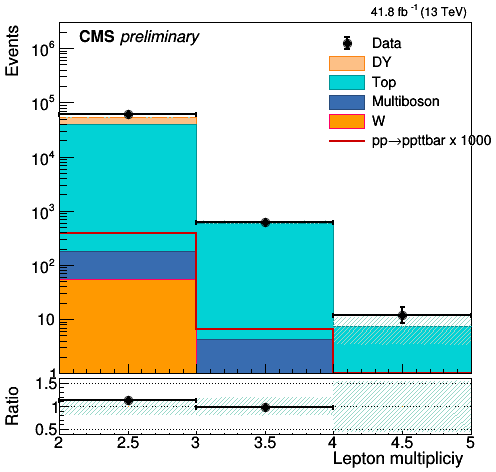 41.8 fb⁻¹ (13 TeV)
CMS preliminary
Events
Data
DY
Top
Multiboson
W
pp→ppttbar x 1000
10⁶
10⁵
10⁴
10³
10²
10
1
Ratio
1.5
1
0.5
2 2.5 3 3.5 4 4.5 5
Lepton multipliciy